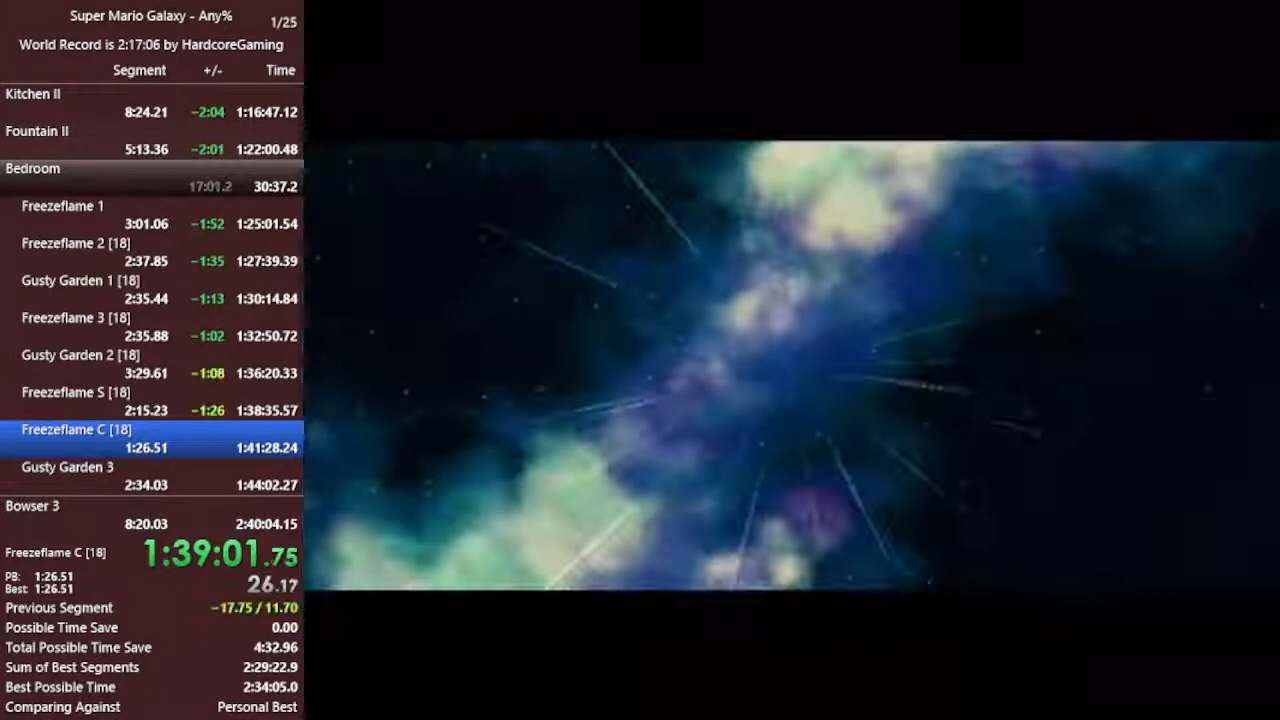 Super Mario Galaxy - Any%
1/25
World Record is 2:17:06 by HardcoreGaming
Segment +/- Time
Kitchen II
8:24.21 −2:04 1:16:47.12
Fountain II
5:13.36 −2:01 1:22:00.48
Bedroom
17:01.2 30:37.2
Freezeflame 1
3:01.06 −1:52 1:25:01.54
Freezeflame 2 [18]
2:37.85 −1:35 1:27:39.39
Gusty Garden 1 [18]
2:35.44 −1:13 1:30:14.84
Freezeflame 3 [18]
2:35.88 −1:02 1:32:50.72
Gusty Garden 2 [18]
3:29.61 −1:08 1:36:20.33
Freezeflame S [18]
2:15.23 −1:26 1:38:35.57
Freezeflame C [18]
1:26.51 1:41:28.24
Gusty Garden 3
2:34.03 1:44:02.27
Bowser 3
8:20.03 2:40:04.15
Freezeflame C [18] 1:39:01.75
PB: 1:26.51
Best: 1:26.51
26.17
Previous Segment −17.75 / 11.70
Possible Time Save 0.00
Total Possible Time Save 4:32.96
Sum of Best Segments 2:29:22.9
Best Possible Time 2:34:05.0
Comparing Against Personal Best